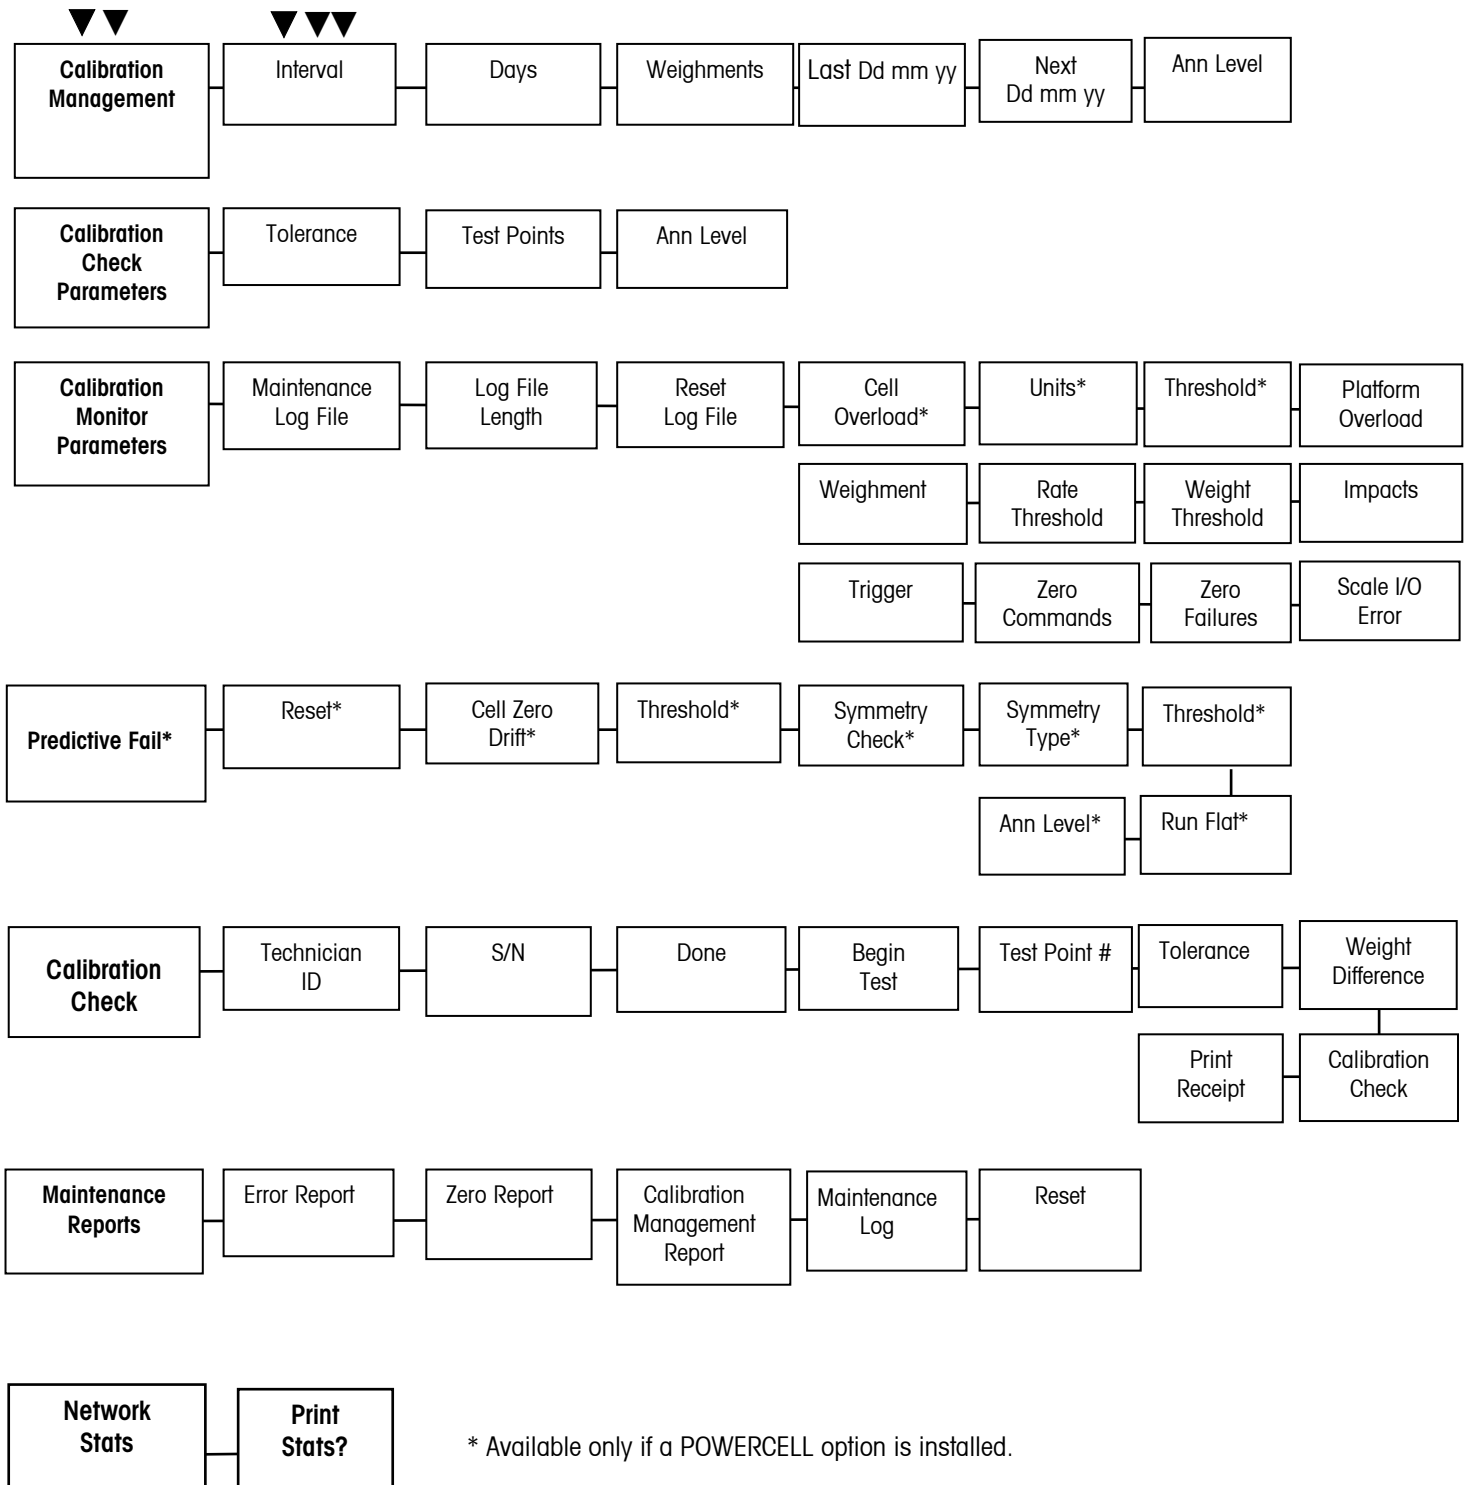 Calibration
Management
Interval
Days
Weighments
Last Dd mm yy
Next
Dd mm yy
Ann Level
Calibration
Check
Parameters
Tolerance
Test Points
Ann Level
Calibration
Monitor
Parameters
Maintenance
Log File
Log File
Length
Reset
Log File
Cell
Overload*
Units*
Threshold*
Platform
Overload
Weighment
Rate
Threshold
Weight
Threshold
Impacts
Trigger
Zero
Commands
Zero
Failures
Scale I/O
Error
Predictive Fail*
Reset*
Cell Zero
Drift*
Threshold*
Symmetry
Check*
Symmetry
Type*
Threshold*
Ann Level*
Run Flat*
Calibration
Check
Technician
ID
S/N
Done
Begin
Test
Test Point #
Tolerance
Weight
Difference
Print
Receipt
Calibration
Check
Maintenance
Reports
Error Report
Zero Report
Calibration
Management
Report
Maintenance
Log
Reset
Network
Stats
Print
Stats?
* Available only if a POWERCELL option is installed.